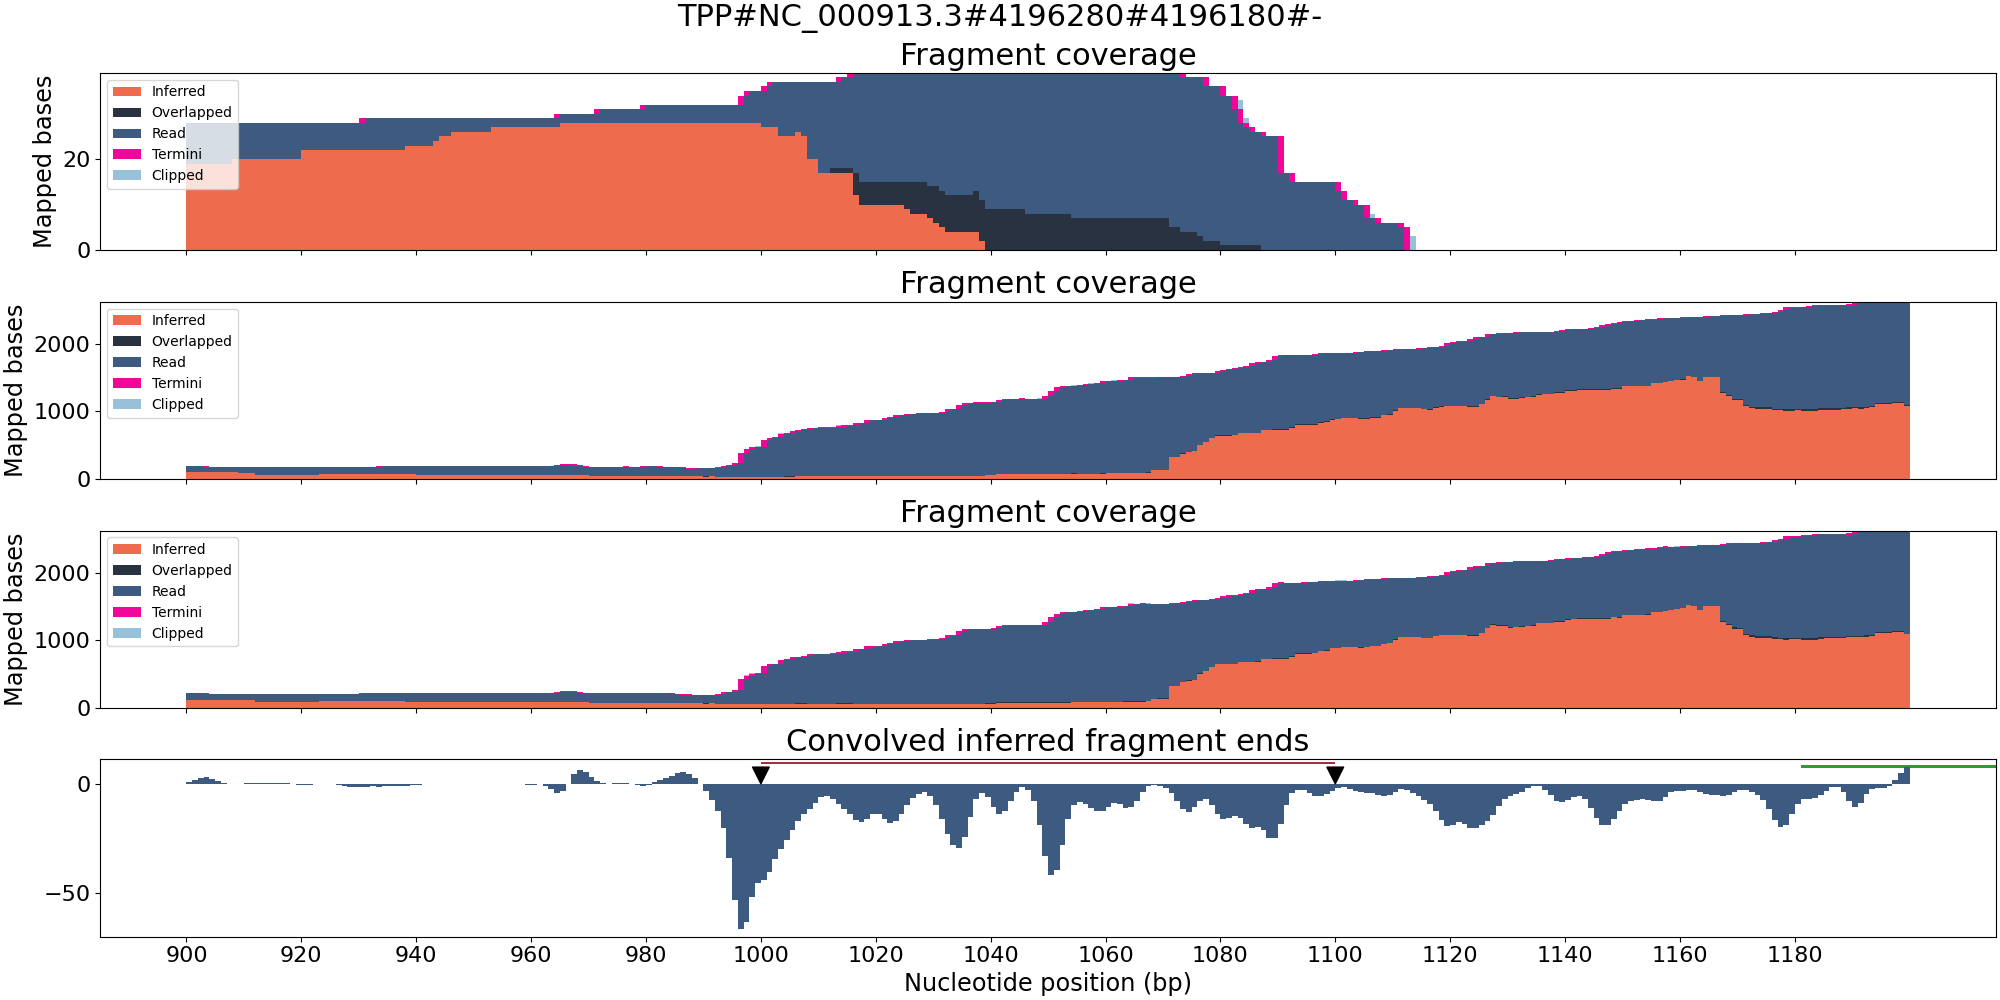 TPP#NC_000913.3#4196280#4196180#-
Fragment coverage
Mapped bases
20
0
Inferred
Overlapped
Read
Termini
Clipped
Fragment coverage
Mapped bases
2000
1000
0
Inferred
Overlapped
Read
Termini
Clipped
Fragment coverage
Mapped bases
2000
1000
0
Inferred
Overlapped
Read
Termini
Clipped
Convolved inferred fragment ends
0
−50
900 920 940 960 980 1000 1020 1040 1060 1080 1100 1120 1140 1160 1180
Nucleotide position (bp)